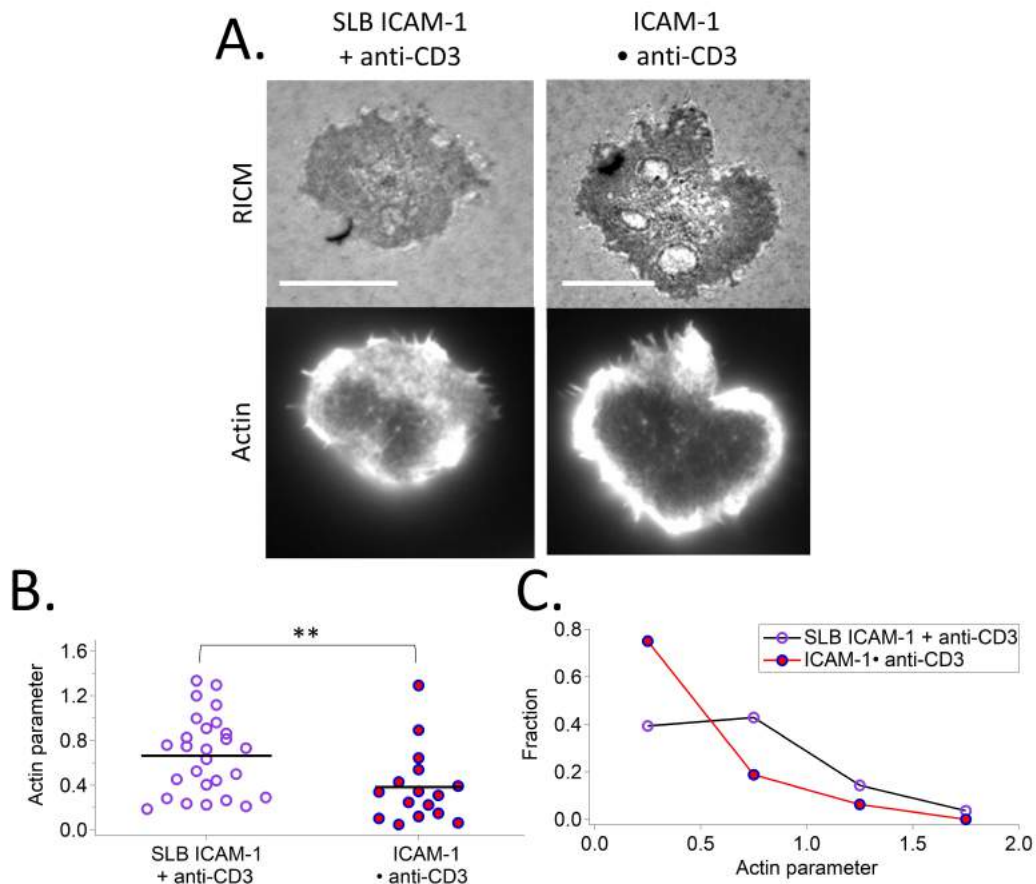 A.
SLB ICAM-1
+ anti-CD3
ICAM-1
• anti-CD3
RICM
Actin
B.
**
Actin parameter
1.6
1.2
0.8
0.4
0.0
SLB ICAM-1
+ anti-CD3
ICAM-1
• anti-CD3
C.
SLB ICAM-1 + anti-CD3
ICAM-1• anti-CD3
Fraction
0.8
0.6
0.4
0.2
0.0
0.0 0.5 1.0 1.5 2.0
Actin parameter